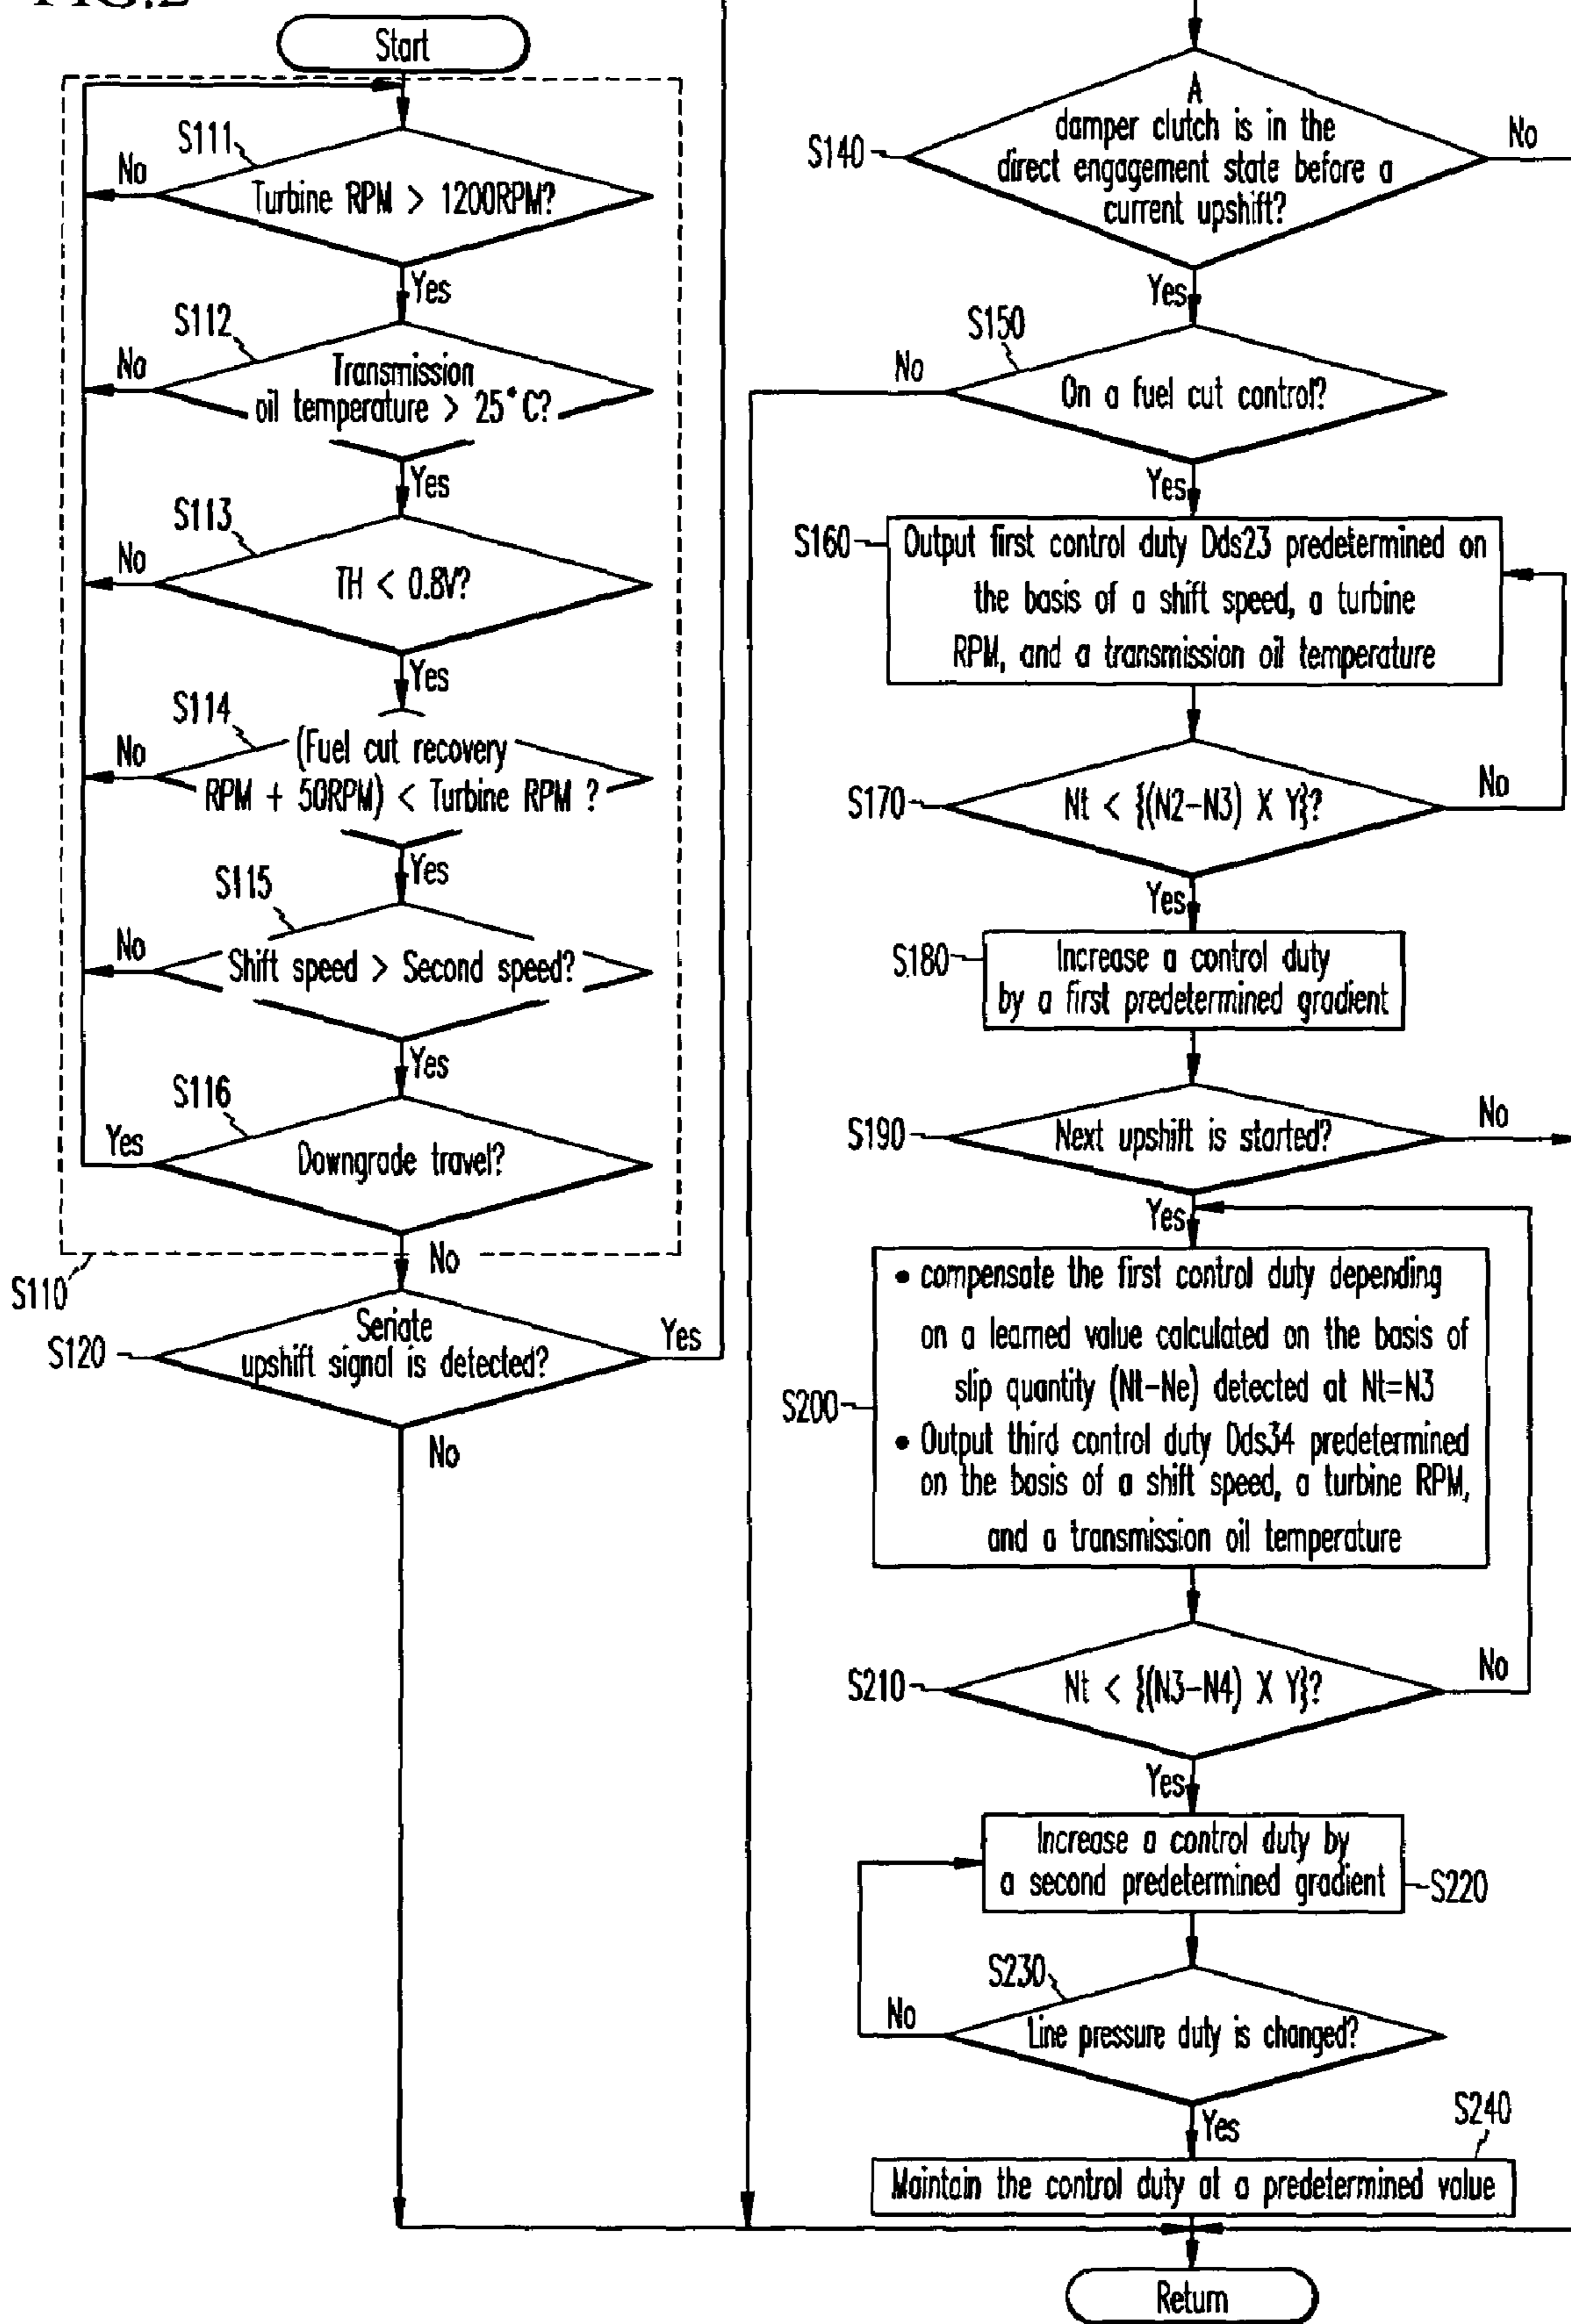 FIG.2
Start
S111
No
Turbine RPM > 1200RPM?
Yes
S112
No
Transmission
oil temperature > 25°C?
Yes
S113
No
TH < 0.8V?
Yes
S114
No
(Fuel cut recovery
RPM + 50RPM) < Turbine RPM ?
Yes
S115
No
Shift speed > Second speed?
Yes
S116
Yes
Downgrade travel?
No
S110
S120
Seriate
upshift signal is detected?
Yes
No
S140
A
damper clutch is in the
direct engagement state before a
current upshift?
No
Yes
S150
No
On a fuel cut control?
Yes
S160
Output first control duty Dds23 predetermined on
the basis of a shift speed, a turbine
RPM, and a transmission oil temperature
S170
Nt < {(N2-N3) X Y}?
No
Yes
S180
Increase a control duty
by a first predetermined gradient
S190
Next upshift is started?
No
Yes
S200
• compensate the first control duty depending
on a learned value calculated on the basis of
slip quantity (Nt-Ne) detected at Nt=N3
• Output third control duty Dds34 predetermined
on the basis of a shift speed, a turbine RPM,
and a transmission oil temperature
S210
Nt < {(N3-N4) X Y}?
No
Yes
Increase a control duty by
a second predetermined gradient
S220
S230
No
Line pressure duty is changed?
Yes
S240
Maintain the control duty at a predetermined value
Return